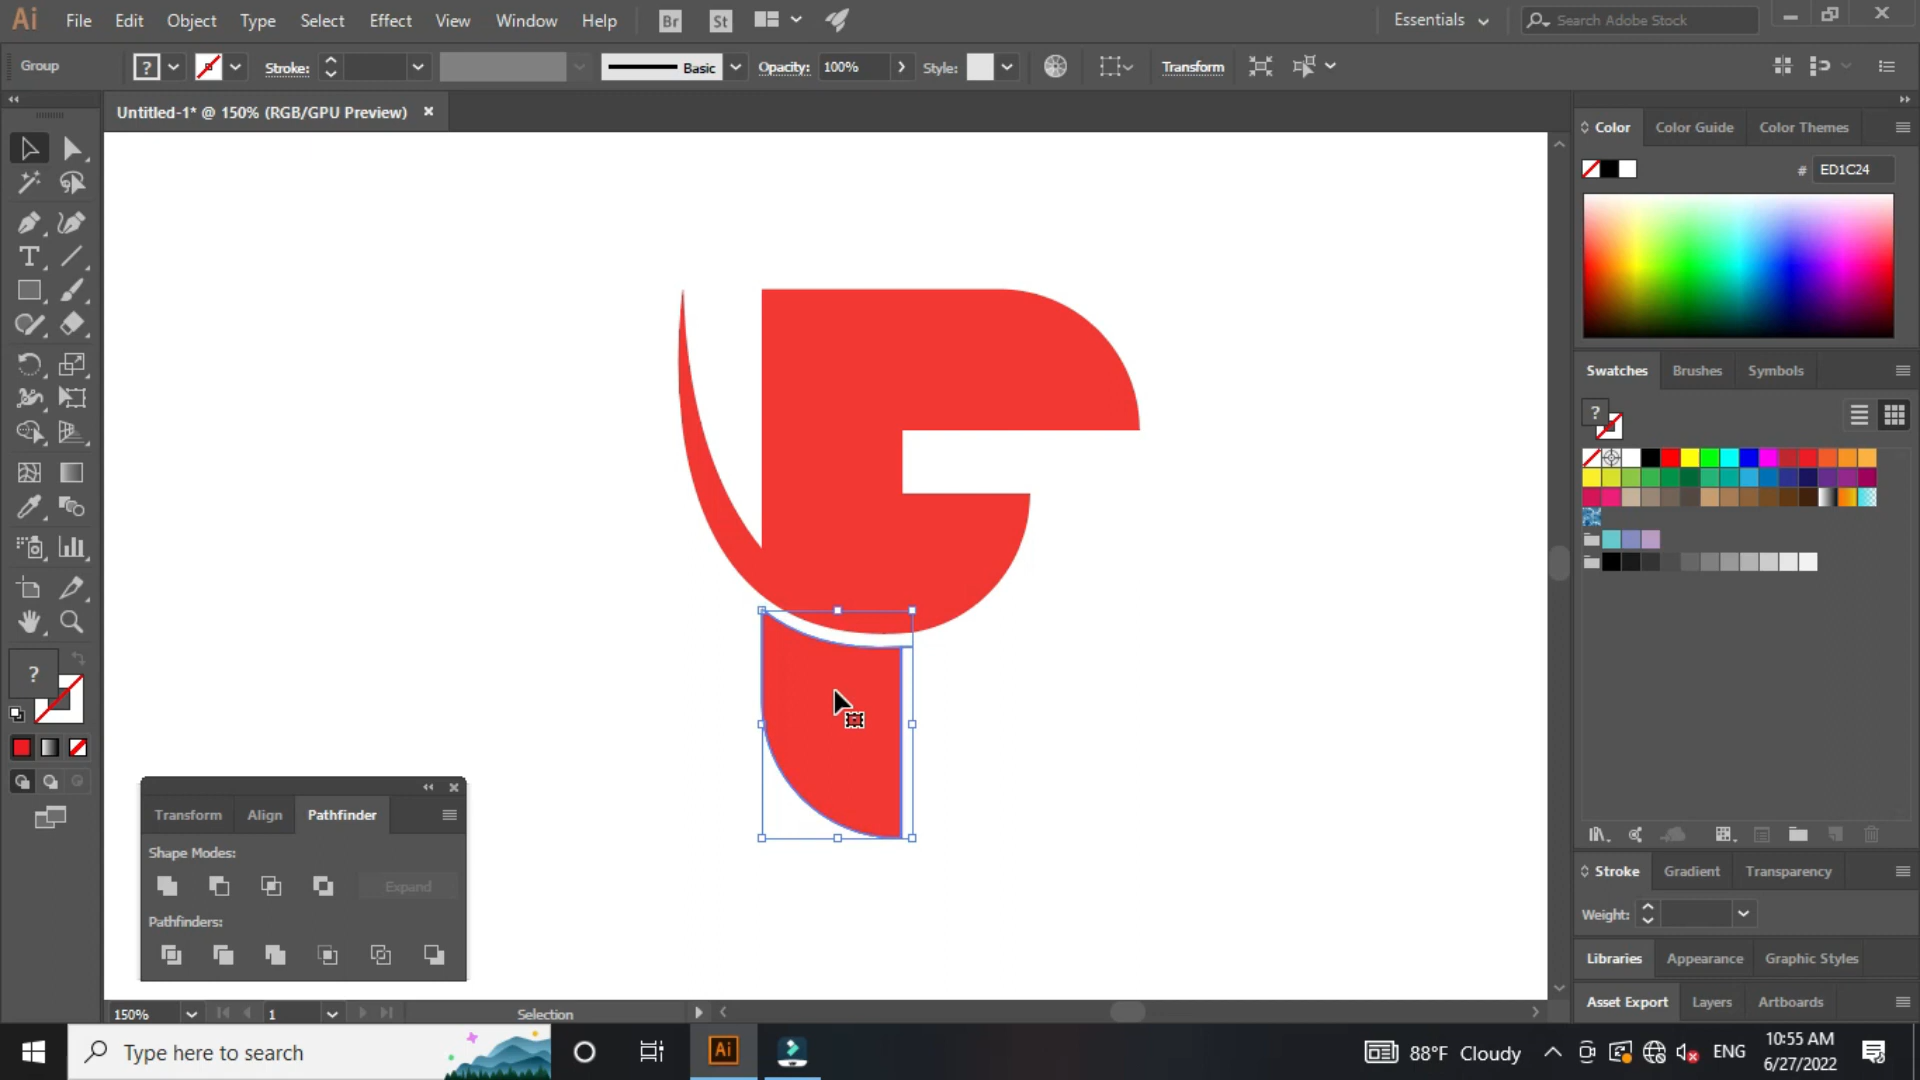 Ai File Edit Object Type Select Effect View Window Help Br St Essentials Search Adobe Stock
Group ? Stroke: Basic Opacity: 100% Style: Transform
Untitled-1* @ 150% (RGB/GPU Preview)
Color Color Guide Color Themes
# ED1C24
T
Swatches Brushes Symbols
?
?
Transform Align Pathfinder
Shape Modes:
Expand
Pathfinders:
Stroke Gradient Transparency
Weight:
Libraries Appearance Graphic Styles
Asset Export Layers Artboards
150% 1 Selection
Type here to search Ai 88°F Cloudy ENG 10:55 AM
6/27/2022